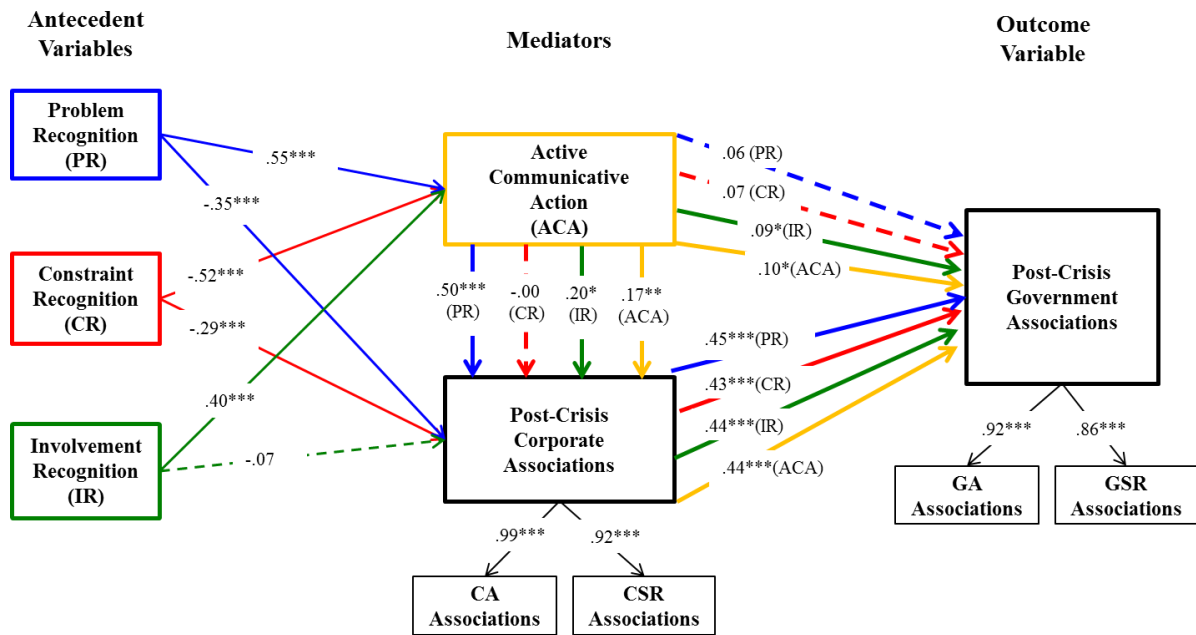 Antecedent
Variables
Mediators
Outcome
Variable
Problem
Recognition
(PR)
Constraint
Recognition
(CR)
Involvement
Recognition
(IR)
.55***
-.35***
-.52***
-.29***
.40***
-.07
Active
Communicative
Action
(ACA)
.50***
(PR)
-.00
(CR)
.20*
(IR)
.17**
(ACA)
Post-Crisis
Corporate
Associations
.99***
.92***
CA
Associations
CSR
Associations
.06 (PR)
.07 (CR)
.09*(IR)
.10*(ACA)
.45***(PR)
.43***(CR)
.44***(IR)
.44***(ACA)
Post-Crisis
Government
Associations
.92***
.86***
GA
Associations
GSR
Associations